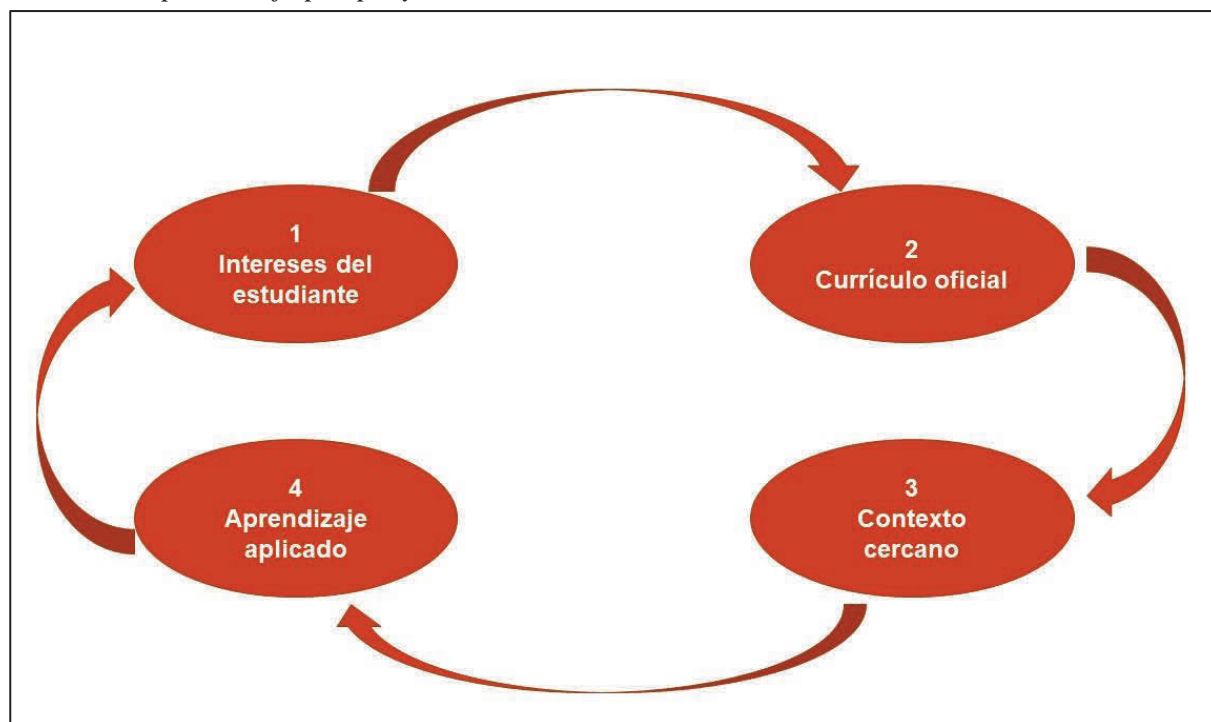 1
Intereses del
estudiante
2
Currículo oficial
3
Contexto
cercano
4
Aprendizaje
aplicado